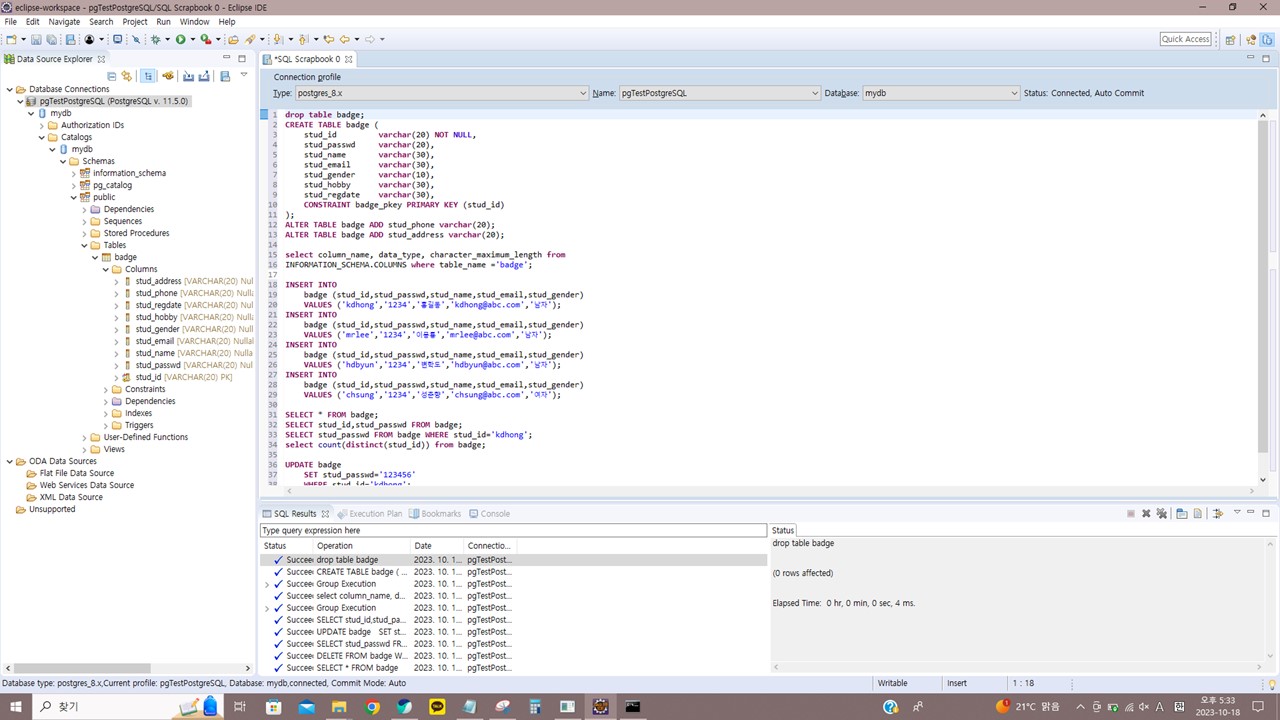 eclipse-workspace - pgTestPostgreSQL/SQL Scrapbook 0 - Eclipse IDE
File Edit Navigate Search Project Run Window Help
Quick Access
Data Source Explorer
Database Connections
pgTestPostgreSQL (PostgreSQL v. 11.5.0)
mydb
Authorization IDs
Catalogs
mydb
Schemas
information_schema
pg_catalog
public
Dependencies
Sequences
Stored Procedures
Tables
badge
Columns
stud_address [VARCHAR(20) Nul
stud_phone [VARCHAR(20) Nulla
stud_regdate [VARCHAR(30) Nul
stud_hobby [VARCHAR(30) Nulla
stud_gender [VARCHAR(10) Nul
stud_email [VARCHAR(30) Nullal
stud_name [VARCHAR(30) Nulla
stud_passwd [VARCHAR(20) Nul
stud_id [VARCHAR(20) PK]
Constraints
Dependencies
Indexes
Triggers
User-Defined Functions
Views
ODA Data Sources
Flat File Data Source
Web Services Data Source
XML Data Source
Unsupported
*SQL Scrapbook 0
Connection profile
Type: postgres_8.x Name: pgTestPostgreSQL Database: mydb Status: Connected, Auto Commit
1 drop table badge;
2 CREATE TABLE badge (
3 stud_id varchar(20) NOT NULL,
4 stud_passwd varchar(20),
5 stud_name varchar(30),
6 stud_email varchar(30),
7 stud_gender varchar(10),
8 stud_hobby varchar(30),
9 stud_regdate varchar(30),
10 CONSTRAINT badge_pkey PRIMARY KEY (stud_id)
11 );
12 ALTER TABLE badge ADD stud_phone varchar(20);
13 ALTER TABLE badge ADD stud_address varchar(20);
14
15 select column_name, data_type, character_maximum_length from
16 INFORMATION_SCHEMA.COLUMNS where table_name ='badge';
17
18 INSERT INTO
19 badge (stud_id,stud_passwd,stud_name,stud_email,stud_gender)
20 VALUES ('kdhong','1234','홍길동','kdhong@abc.com','남자');
21 INSERT INTO
22 badge (stud_id,stud_passwd,stud_name,stud_email,stud_gender)
23 VALUES ('mrlee','1234','이몽룡','mrlee@abc.com','남자');
24 INSERT INTO
25 badge (stud_id,stud_passwd,stud_name,stud_email,stud_gender)
26 VALUES ('hdbyun','1234','변학도','hdbyun@abc.com','남자');
27 INSERT INTO
28 badge (stud_id,stud_passwd,stud_name,stud_email,stud_gender)
29 VALUES ('chsung','1234','성춘향','chsung@abc.com','여자');
30
31 SELECT * FROM badge;
32 SELECT stud_id,stud_passwd FROM badge;
33 SELECT stud_passwd FROM badge WHERE stud_id='kdhong';
34 select count(distinct(stud_id)) from badge;
35
36 UPDATE badge
37 SET stud_passwd='123456'
38 WHERE stud_id='kdhong';
SQL Results Execution Plan Bookmarks Console
Type query expression here
Status Operation Date Connectio...
Succee drop table badge 2023. 10. 1... pgTestPost...
Succee CREATE TABLE badge ( ... 2023. 10. 1... pgTestPost...
Succee Group Execution 2023. 10. 1... pgTestPost...
Succee select column_name, d... 2023. 10. 1... pgTestPost...
Succee Group Execution 2023. 10. 1... pgTestPost...
Succee SELECT stud_id,stud_pa... 2023. 10. 1... pgTestPost...
Succee UPDATE badge SET st... 2023. 10. 1... pgTestPost...
Succee SELECT stud_passwd FR... 2023. 10. 1... pgTestPost...
Succee DELETE FROM badge W... 2023. 10. 1... pgTestPost...
Succee SELECT * FROM badge 2023. 10. 1... pgTestPost...
Status
drop table badge
(0 rows affected)
Elapsed Time: 0 hr, 0 min, 0 sec, 4 ms.
Database type: postgres_8.x,Current profile: pgTestPostgreSQL, Database: mydb,connected, Commit Mode: Auto
Writable Insert 1 : 18
찾기
TALK
21°C 맑음
A
오후 5:33
2023-10-18